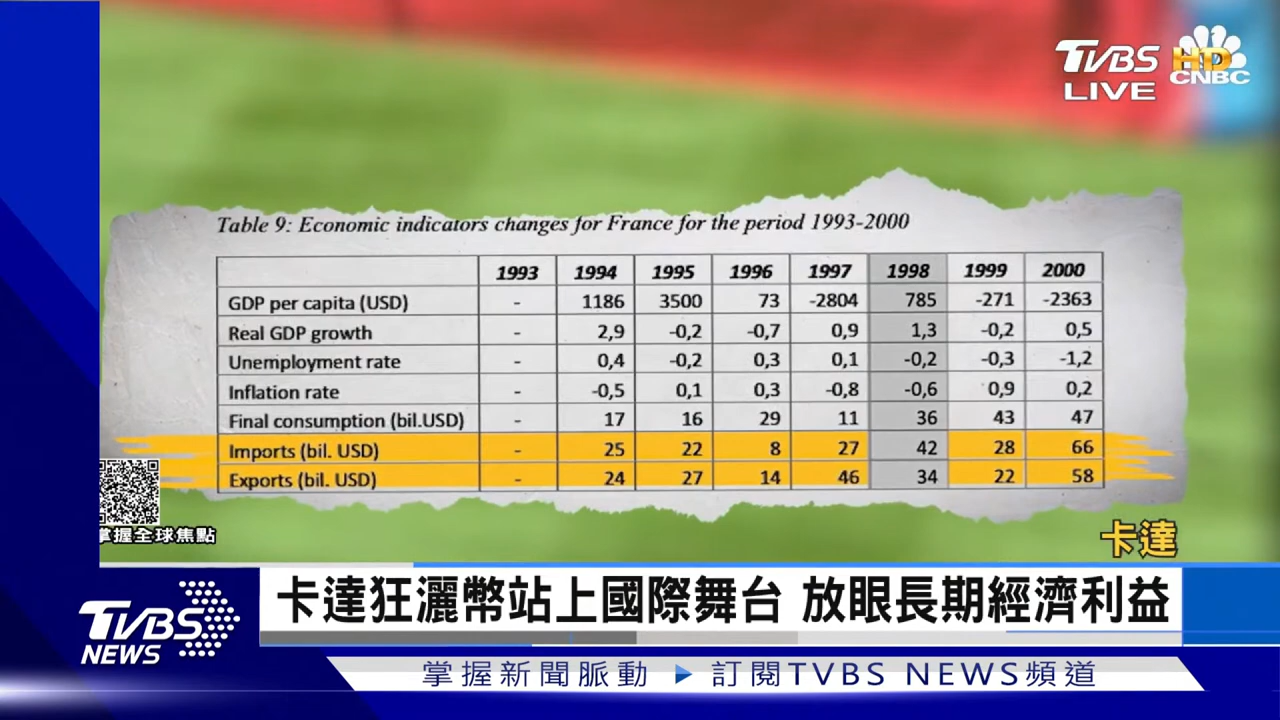 TVBS HD
LIVE CNBC
Table 9: Economic indicators changes for France for the period 1993-2000
1993 1994 1995 1996 1997 1998 1999 2000
GDP per capita (USD) - 1186 3500 73 -2804 785 -271 -2363
Real GDP growth - 2,9 -0,2 -0,7 0,9 1,3 -0,2 0,5
Unemployment rate - 0,4 -0,2 0,3 0,1 -0,2 -0,3 -1,2
Inflation rate - -0,5 0,1 0,3 -0,8 -0,6 0,9 0,2
Final consumption (bil.USD) - 17 16 29 11 36 43 47
Imports (bil. USD) - 25 22 8 27 42 28 66
Exports (bil. USD) - 24 27 14 46 34 22 58
掌握全球焦點
卡達
卡達狂灑幣站上國際舞台 放眼長期經濟利益
TVBS
NEWS
掌握新聞脈動 訂閱TVBS NEWS頻道